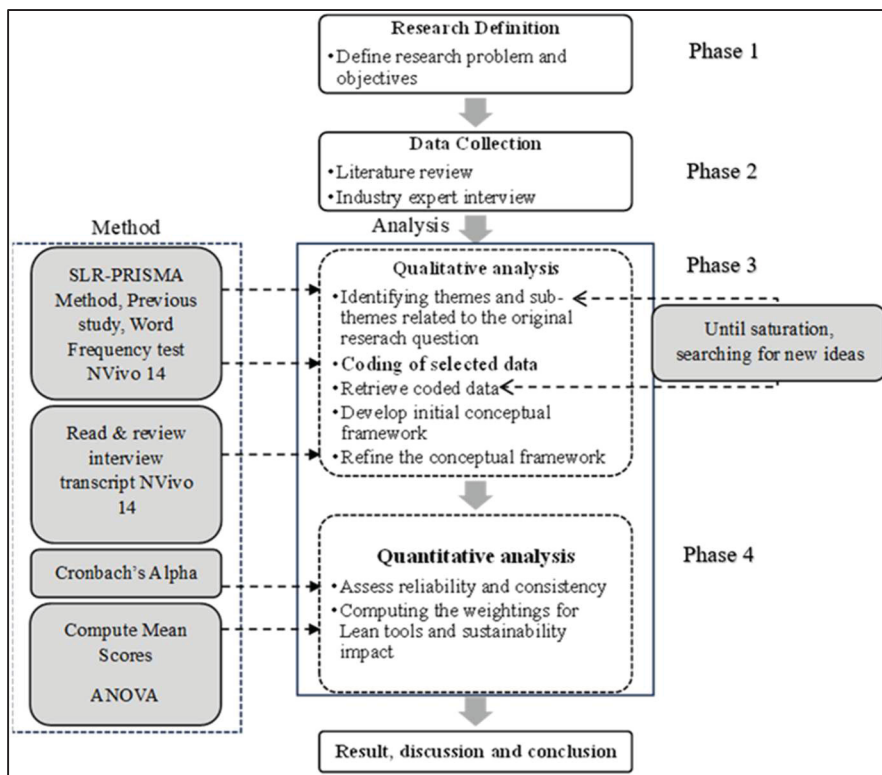 Research Definition
•Define research problem and
objectives
Phase 1
Data Collection
•Literature review
•Industry expert interview
Phase 2
Method
Analysis
SLR-PRISMA
Method, Previous
study, Word
Frequency test
NVivo 14
Read & review
interview
transcript NVivo
14
Cronbach's Alpha
Compute Mean
Scores
ANOVA
Qualitative analysis
•Identifying themes and sub-
themes related to the original
reserach question
•Coding of selected data
•Retrieve coded data
•Develop initial conceptual
framework
•Refine the conceptual framework
Phase 3
Until saturation,
searching for new ideas
Quantitative analysis
•Assess reliability and consistency
•Computing the weightings for
Lean tools and sustainability
impact
Phase 4
Result, discussion and conclusion